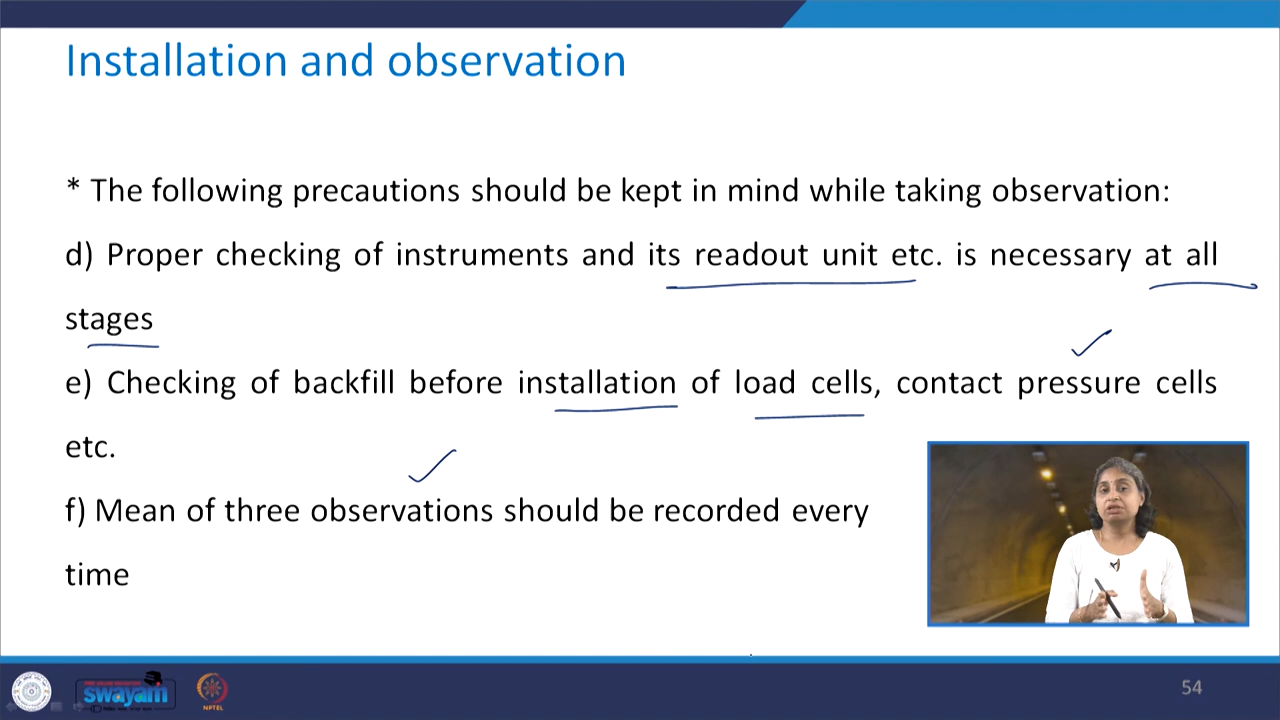 Installation and observation
* The following precautions should be kept in mind while taking observation:
d) Proper checking of instruments and its readout unit etc. is necessary at all
stages
e) Checking of backfill before installation of load cells, contact pressure cells
etc.
f) Mean of three observations should be recorded every
time
swayam
NPTEL
54